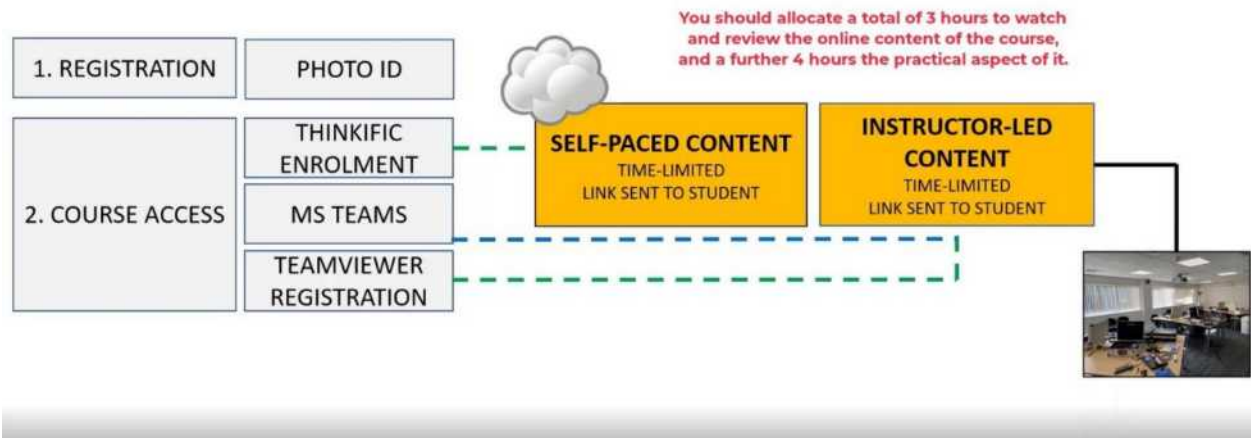 You should allocate a total of 3 hours to watch
and review the online content of the course,
and a further 4 hours the practical aspect of it.
1. REGISTRATION
PHOTO ID
2. COURSE ACCESS
THINKIFIC
ENROLMENT
MS TEAMS
TEAMVIEWER
REGISTRATION
SELF-PACED CONTENT
TIME-LIMITED
LINK SENT TO STUDENT
INSTRUCTOR-LED
CONTENT
TIME-LIMITED
LINK SENT TO STUDENT